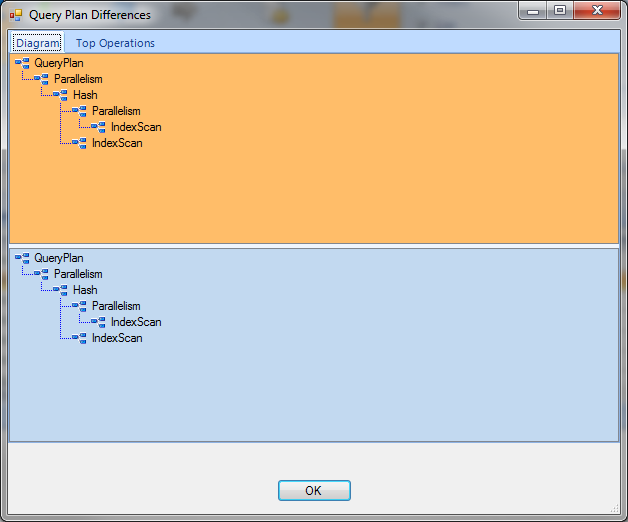 Query Plan Differences
Diagram Top Operations
QueryPlan
Parallelism
Hash
Parallelism
IndexScan
IndexScan
QueryPlan
Parallelism
Hash
Parallelism
IndexScan
IndexScan
OK